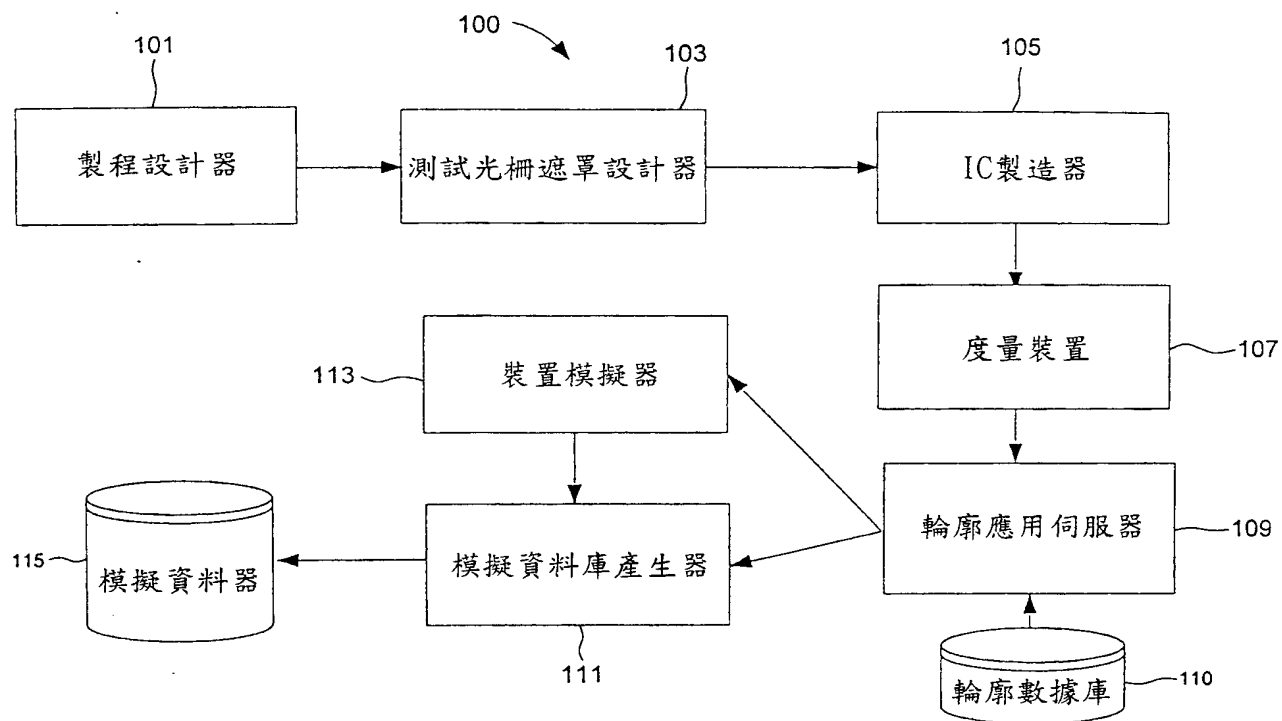 100
101
103
105
製程設計器
測試光柵遮罩設計器
IC製造器
度量裝置
107
113
裝置模擬器
輪廓應用伺服器
109
115
模擬資料器
模擬資料庫產生器
111
輪廓數據庫
110